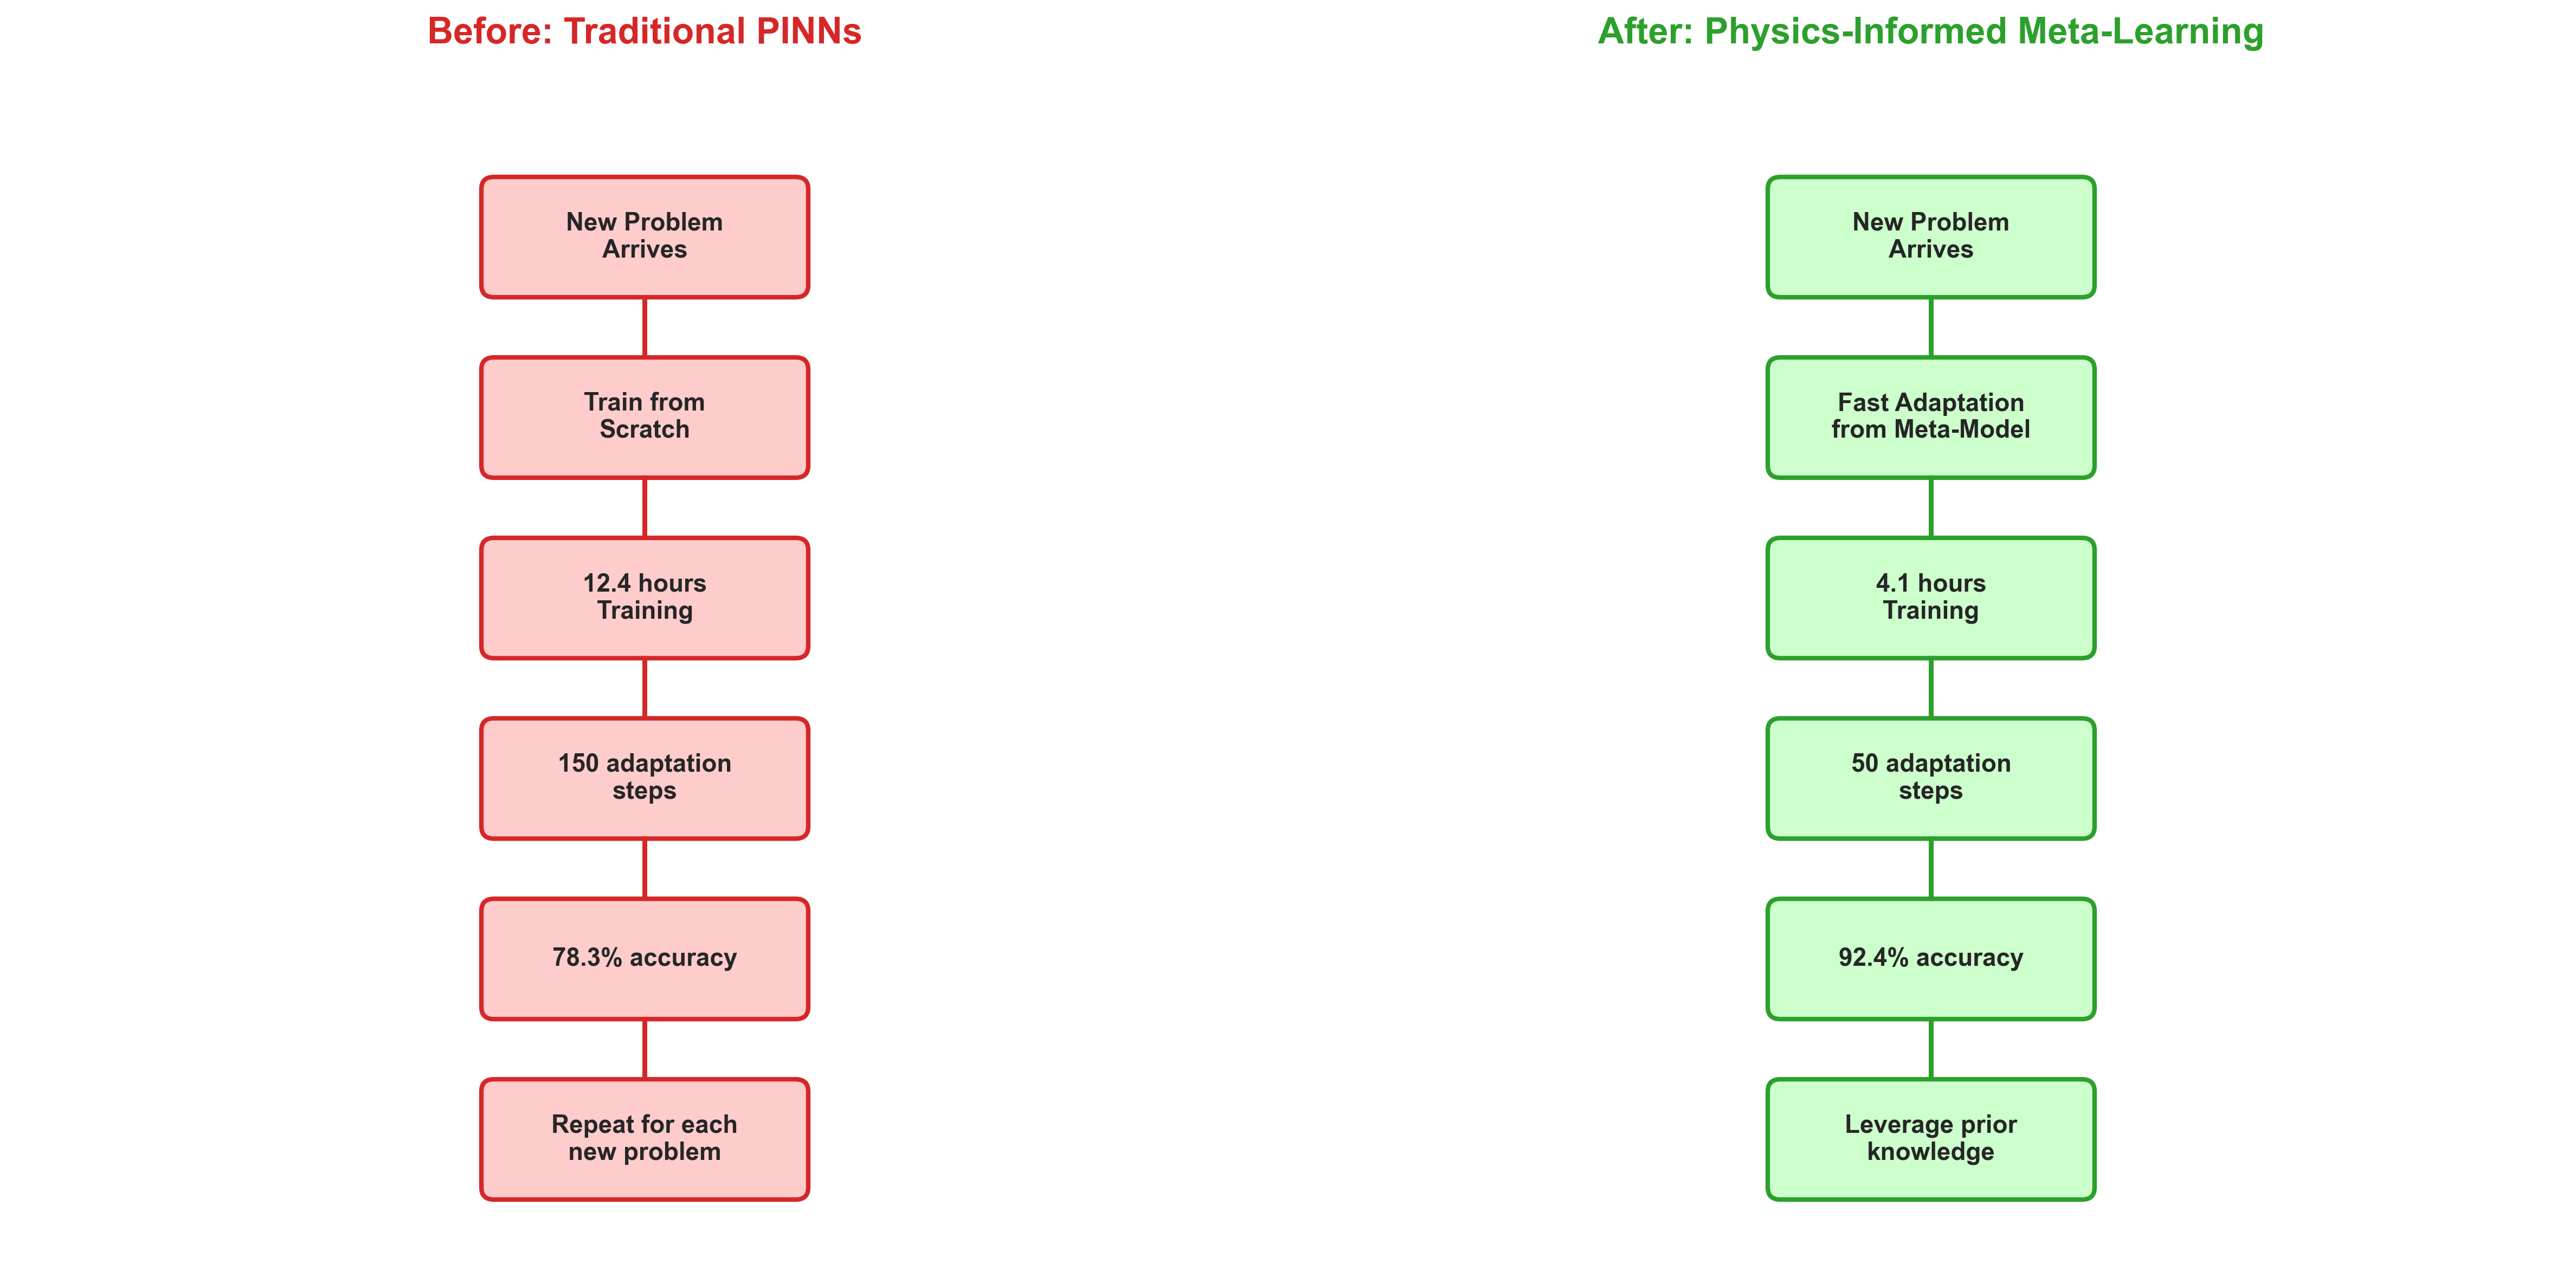 Before: Traditional PINNs
New Problem
Arrives
Train from
Scratch
12.4 hours
Training
150 adaptation
steps
78.3% accuracy
Repeat for each
new problem
After: Physics-Informed Meta-Learning
New Problem
Arrives
Fast Adaptation
from Meta-Model
4.1 hours
Training
50 adaptation
steps
92.4% accuracy
Leverage prior
knowledge